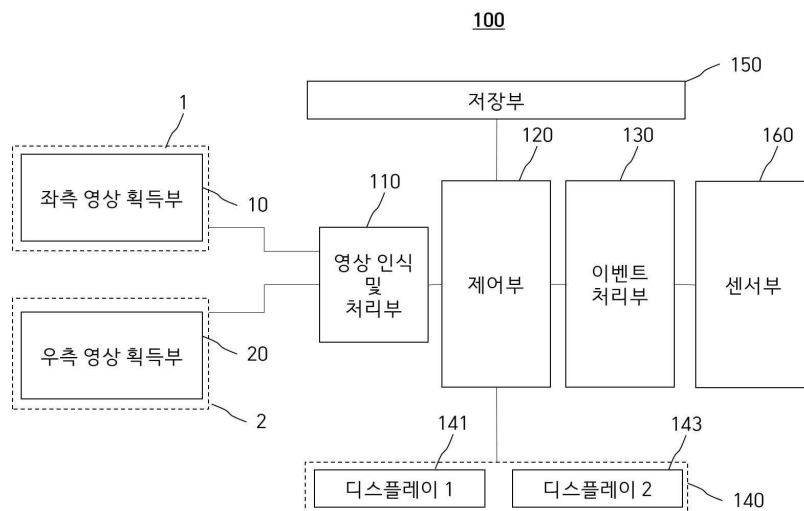 100
150
저장부
1
120
130
160
좌측 영상 획득부
10
110
영상 인식
및
처리부
제어부
이벤트
처리부
센서부
우측 영상 획득부
20
2
141
143
디스플레이 1
디스플레이 2
140